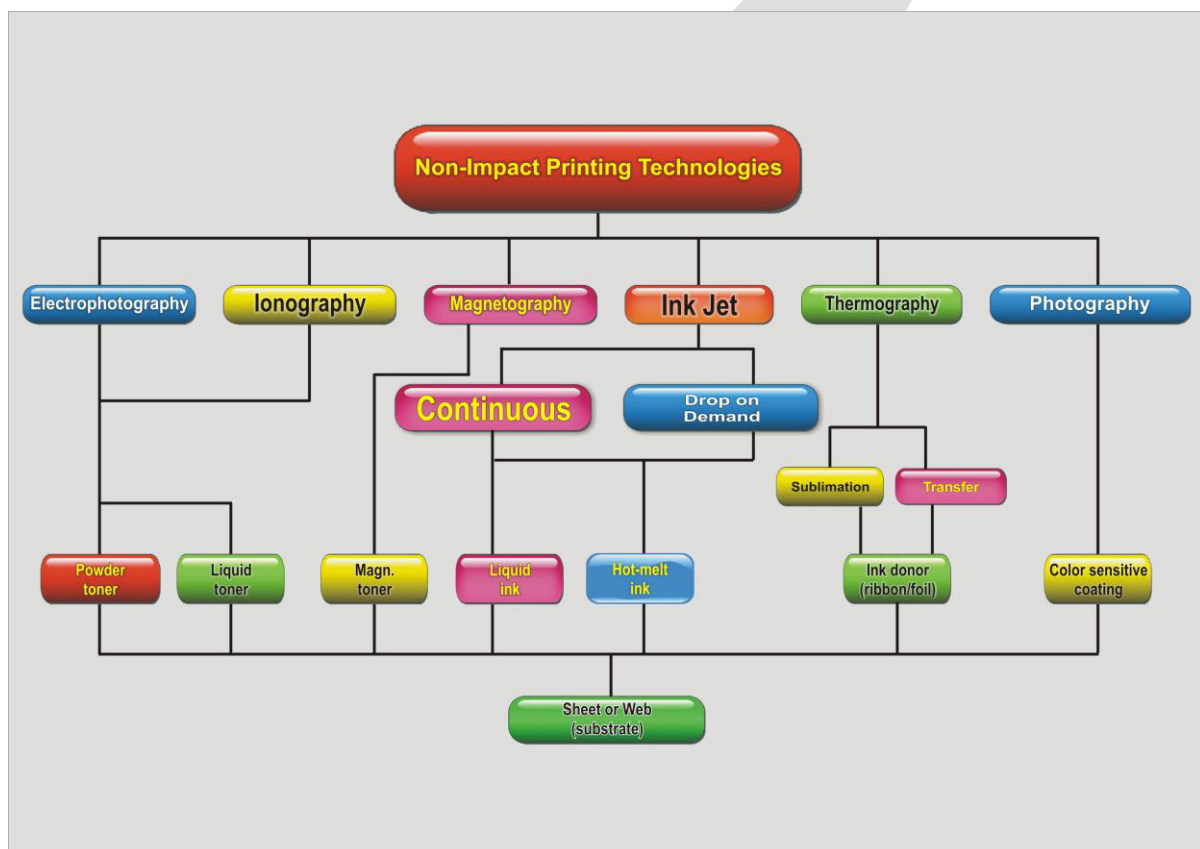 Non-Impact Printing Technologies
Electrophotography
Ionography
Magnetography
Ink Jet
Thermography
Photography
Continuous
Drop on
Demand
Sublimation
Transfer
Powder
toner
Liquid
toner
Magn.
toner
Liquid
ink
Hot-melt
ink
Ink donor
(ribbon/foil)
Color sensitive
coating
Sheet or Web
(substrate)